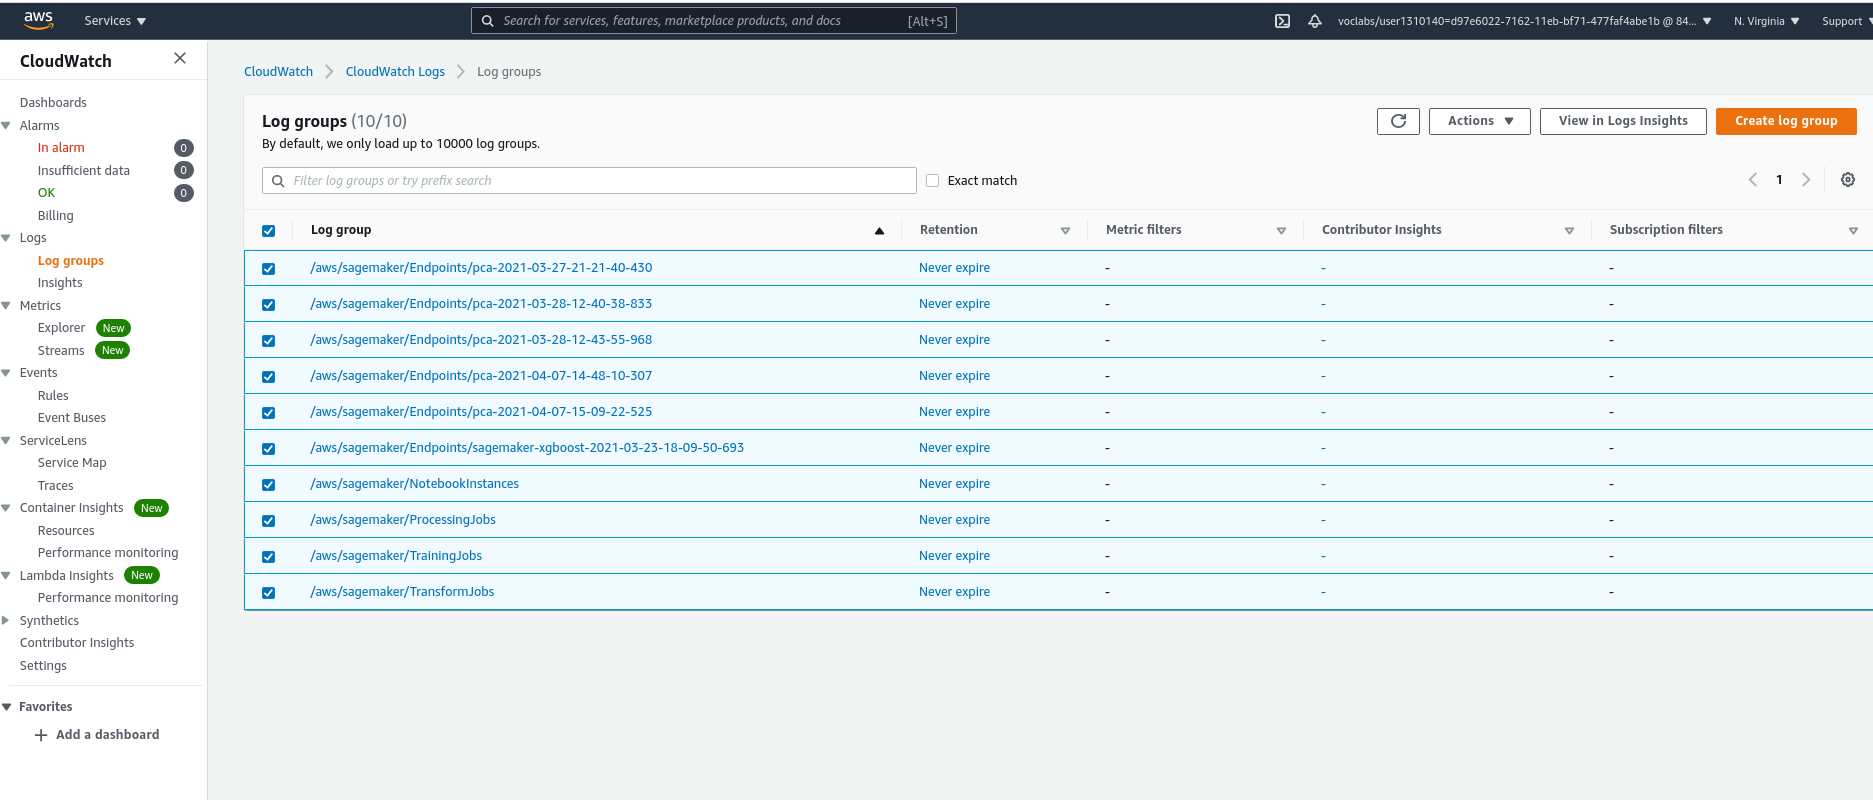 aws Services Search for services, features, marketplace products, and docs [Alt+S] voclabs/user1310140=d97e6022-7162-11eb-bf71-477faf4abe1b @ 84... N. Virginia Support
CloudWatch
Dashboards
Alarms
In alarm 0
Insufficient data 0
OK 0
Billing
Logs
Log groups
Insights
Metrics
Explorer New
Streams New
Events
Rules
Event Buses
ServiceLens
Service Map
Traces
Container Insights New
Resources
Performance monitoring
Lambda Insights New
Performance monitoring
Synthetics
Contributor Insights
Settings
Favorites
Add a dashboard
CloudWatch CloudWatch Logs Log groups
Log groups (10/10) Actions View in Logs Insights Create log group
By default, we only load up to 10000 log groups.
Filter log groups or try prefix search Exact match 1
Log group Retention Metric filters Contributor Insights Subscription filters
/aws/sagemaker/Endpoints/pca-2021-03-27-21-21-40-430 Never expire - - -
/aws/sagemaker/Endpoints/pca-2021-03-28-12-40-38-833 Never expire - - -
/aws/sagemaker/Endpoints/pca-2021-03-28-12-43-55-968 Never expire - - -
/aws/sagemaker/Endpoints/pca-2021-04-07-14-48-10-307 Never expire - - -
/aws/sagemaker/Endpoints/pca-2021-04-07-15-09-22-525 Never expire - - -
/aws/sagemaker/Endpoints/sagemaker-xgboost-2021-03-23-18-09-50-693 Never expire - - -
/aws/sagemaker/NotebookInstances Never expire - - -
/aws/sagemaker/ProcessingJobs Never expire - - -
/aws/sagemaker/TrainingJobs Never expire - - -
/aws/sagemaker/TransformJobs Never expire - - -